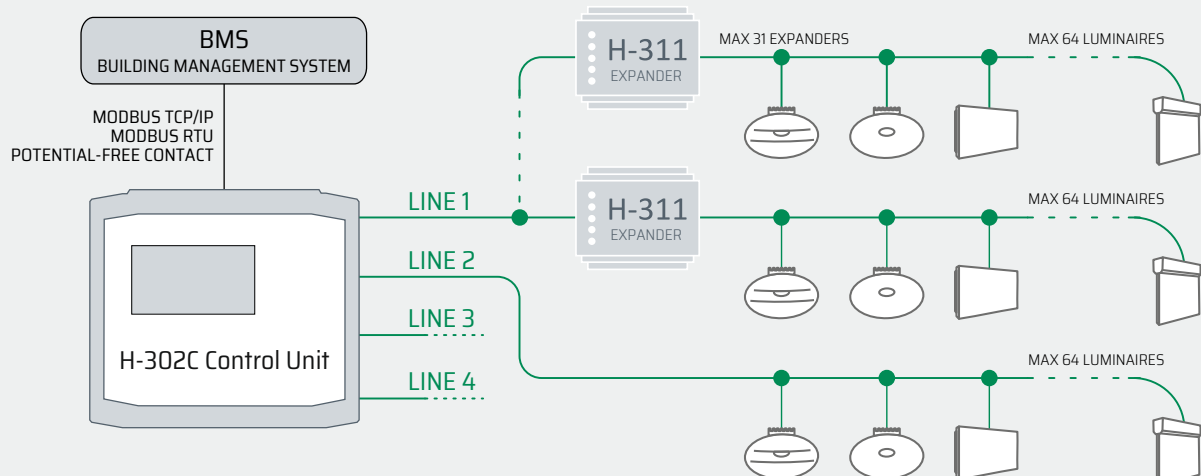 BMS
BUILDING MANAGEMENT SYSTEM
MODBUS TCP/IP
MODBUS RTU
POTENTIAL-FREE CONTACT
H-302C Control Unit
LINE 1
LINE 2
LINE 3
LINE 4
H-311
EXPANDER
MAX 31 EXPANDERS
MAX 64 LUMINAIRES
H-311
EXPANDER
MAX 64 LUMINAIRES
MAX 64 LUMINAIRES